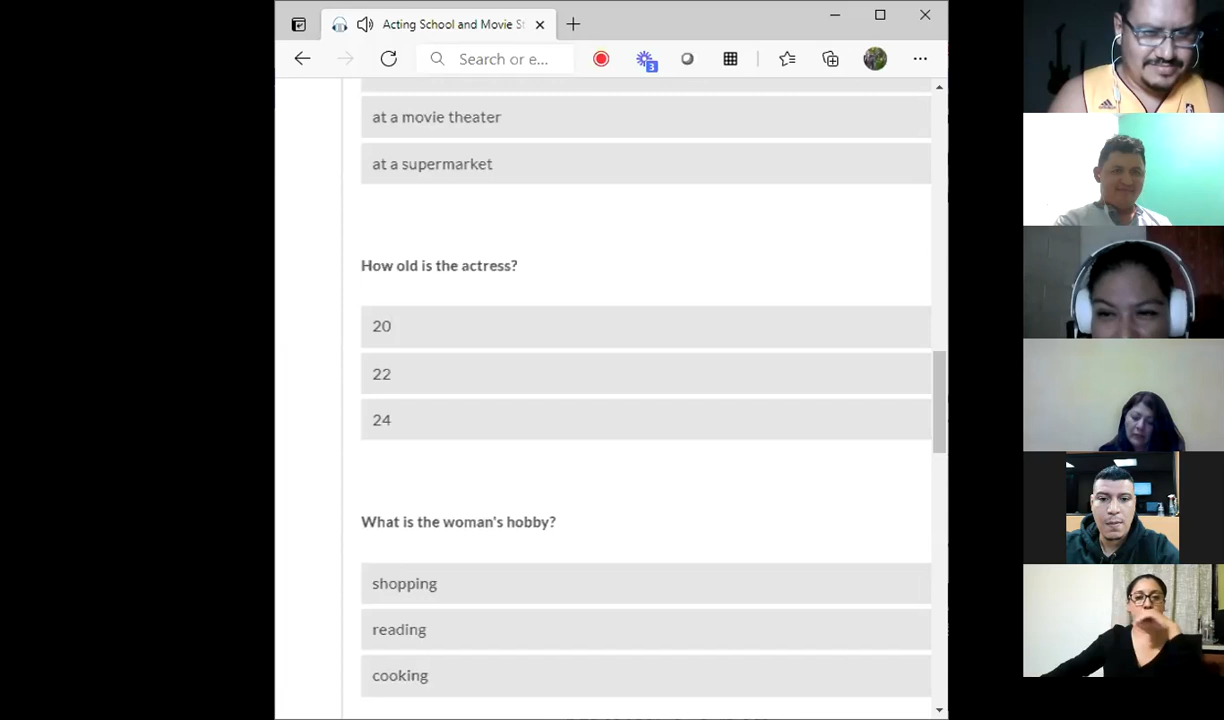 Acting School and Movie St
Search or e...
3
at a movie theater
at a supermarket
How old is the actress?
20
22
24
What is the woman's hobby?
shopping
reading
cooking